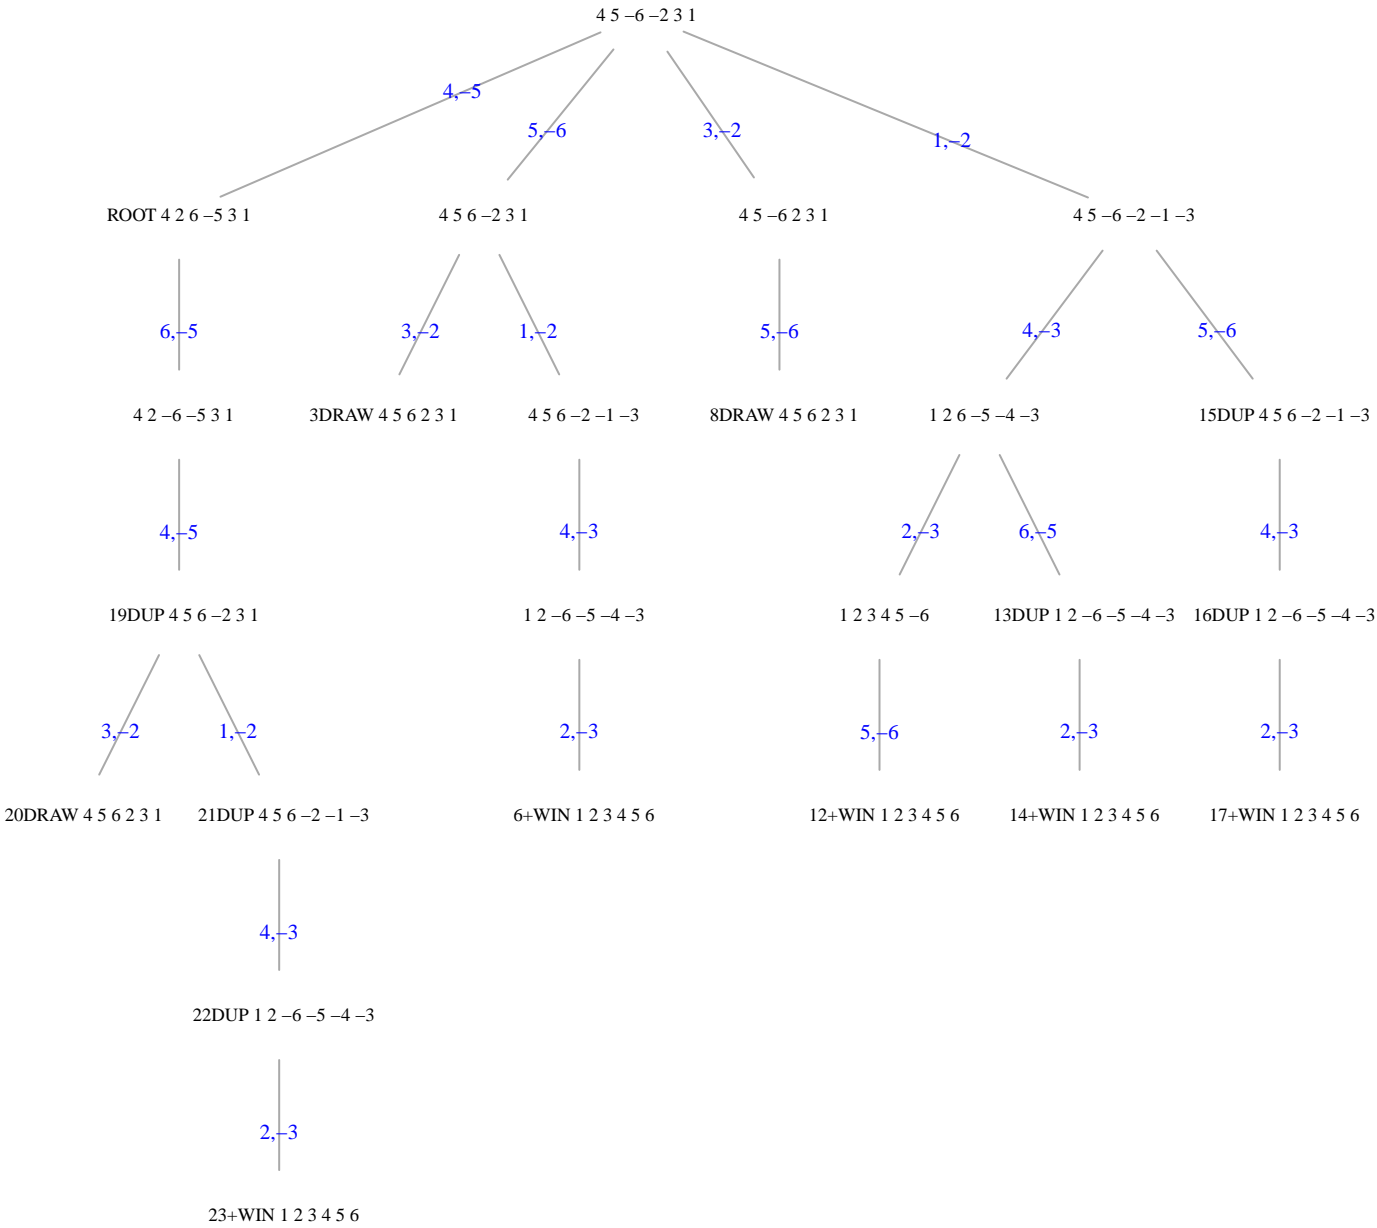 4 5 –6 –2 3 1
4,–5
5,–6
3,–2
1,–2
ROOT 4 2 6 –5 3 1
4 5 6 –2 3 1
4 5 –6 2 3 1
4 5 –6 –2 –1 –3
6,–5
3,–2
1,–2
5,–6
4,–3
5,–6
4 2 –6 –5 3 1
3DRAW 4 5 6 2 3 1
4 5 6 –2 –1 –3
8DRAW 4 5 6 2 3 1
1 2 6 –5 –4 –3
15DUP 4 5 6 –2 –1 –3
4,–5
4,–3
2,–3
6,–5
4,–3
19DUP 4 5 6 –2 3 1
1 2 –6 –5 –4 –3
1 2 3 4 5 –6
13DUP 1 2 –6 –5 –4 –3
16DUP 1 2 –6 –5 –4 –3
3,–2
1,–2
2,–3
5,–6
2,–3
2,–3
20DRAW 4 5 6 2 3 1
21DUP 4 5 6 –2 –1 –3
6+WIN 1 2 3 4 5 6
12+WIN 1 2 3 4 5 6
14+WIN 1 2 3 4 5 6
17+WIN 1 2 3 4 5 6
4,–3
22DUP 1 2 –6 –5 –4 –3
2,–3
23+WIN 1 2 3 4 5 6